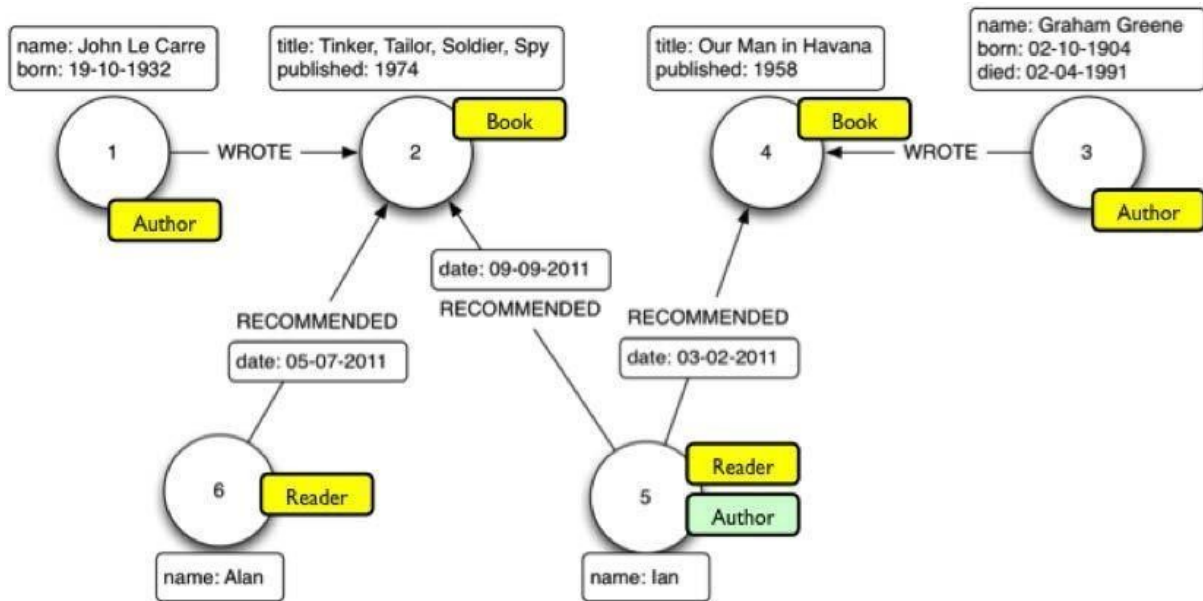 name: John Le Carre
born: 19-10-1932
title: Tinker, Tailor, Soldier, Spy
published: 1974
title: Our Man in Havana
published: 1958
name: Graham Greene
born: 02-10-1904
died: 02-04-1991
1
WROTE
2
Book
4
Book
WROTE
3
Author
Author
date: 09-09-2011
RECOMMENDED
RECOMMENDED
date: 05-07-2011
RECOMMENDED
date: 03-02-2011
6
Reader
5
Reader
Author
name: Alan
name: Ian